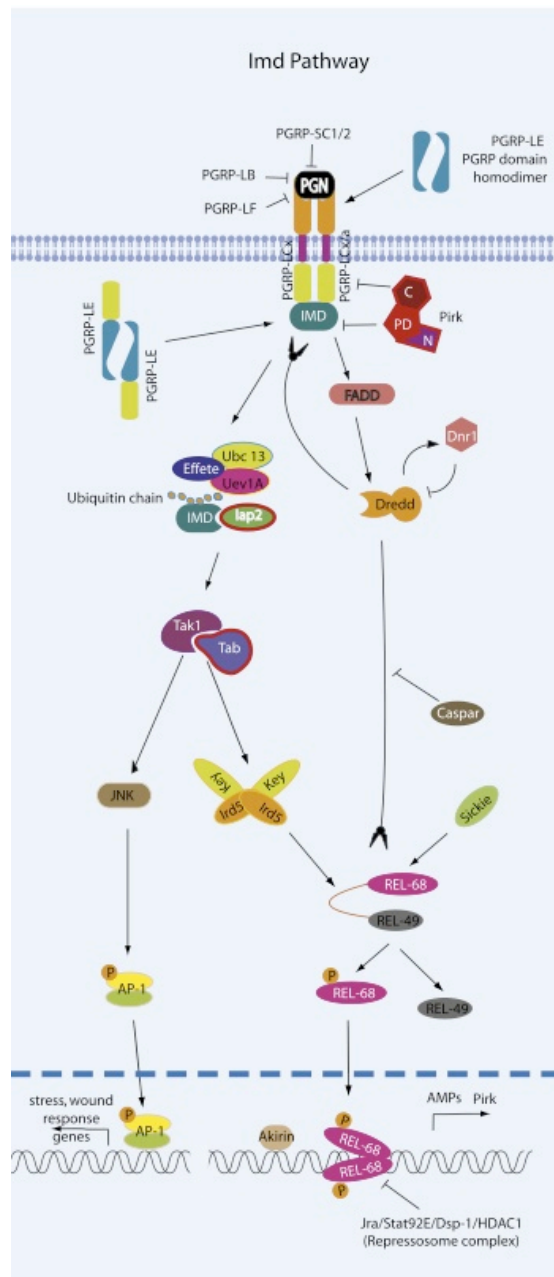 Imd Pathway
PGRP-SC1/2
PGRP-LE
PGRP domain
homodimer
PGRP-LB
PGN
PGRP-LF
PGRP-LCx
PGRP-LCx/a
C
IMD
PD
Pirk
N
PGRP-LE
PGRP-LE
FADD
Dnr1
Ubc 13
Effete
Uev1A
Ubiquitin chain
IMD
Iap2
Dredd
Tak1
Tab
Caspar
Key
Key
JNK
Ird5
Ird5
Sickie
REL-68
REL-49
P
AP-1
P
REL-68
REL-49
stress, wound
response
genes
P
AP-1
Akirin
P
REL-68
REL-68
P
AMPs Pirk
Jra/Stat92E/Dsp-1/HDAC1
(Repressosome complex)